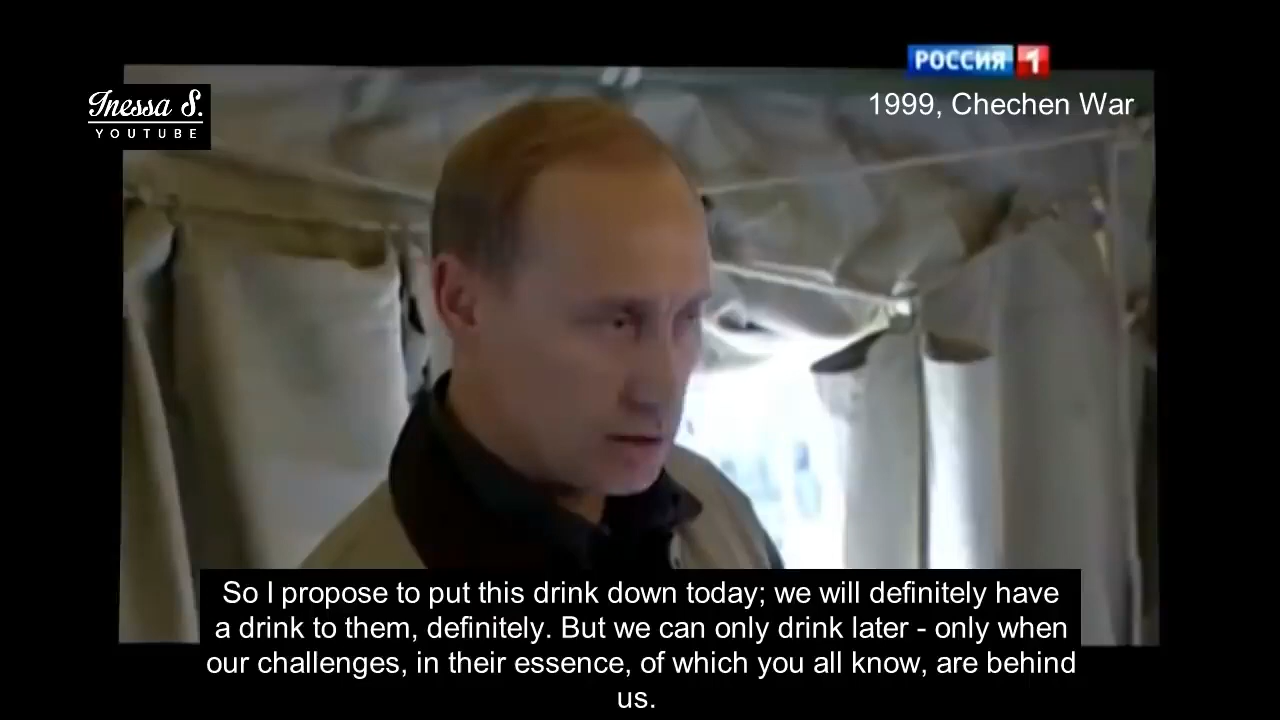 РОССИЯ 1
Inessa S.
YOUTUBE
1999, Chechen War
So I propose to put this drink down today; we will definitely have
a drink to them, definitely. But we can only drink later - only when
our challenges, in their essence, of which you all know, are behind
us.